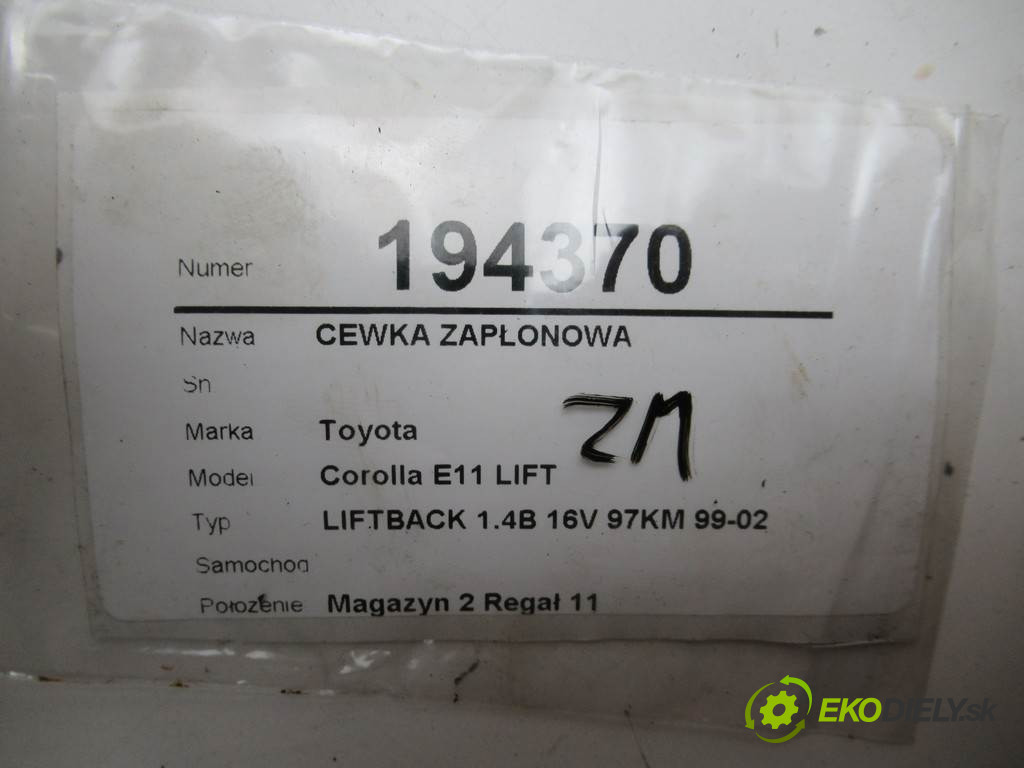 Numer 194370
Nazwa CEWKA ZAPŁONOWA
Sn
Marka Toyota
ZM
Model Corolla E11 LIFT
Typ LIFTBACK 1.4B 16V 97KM 99-02
Samochod
Położenie Magazyn 2 Regał 11
EKODIELY.sk